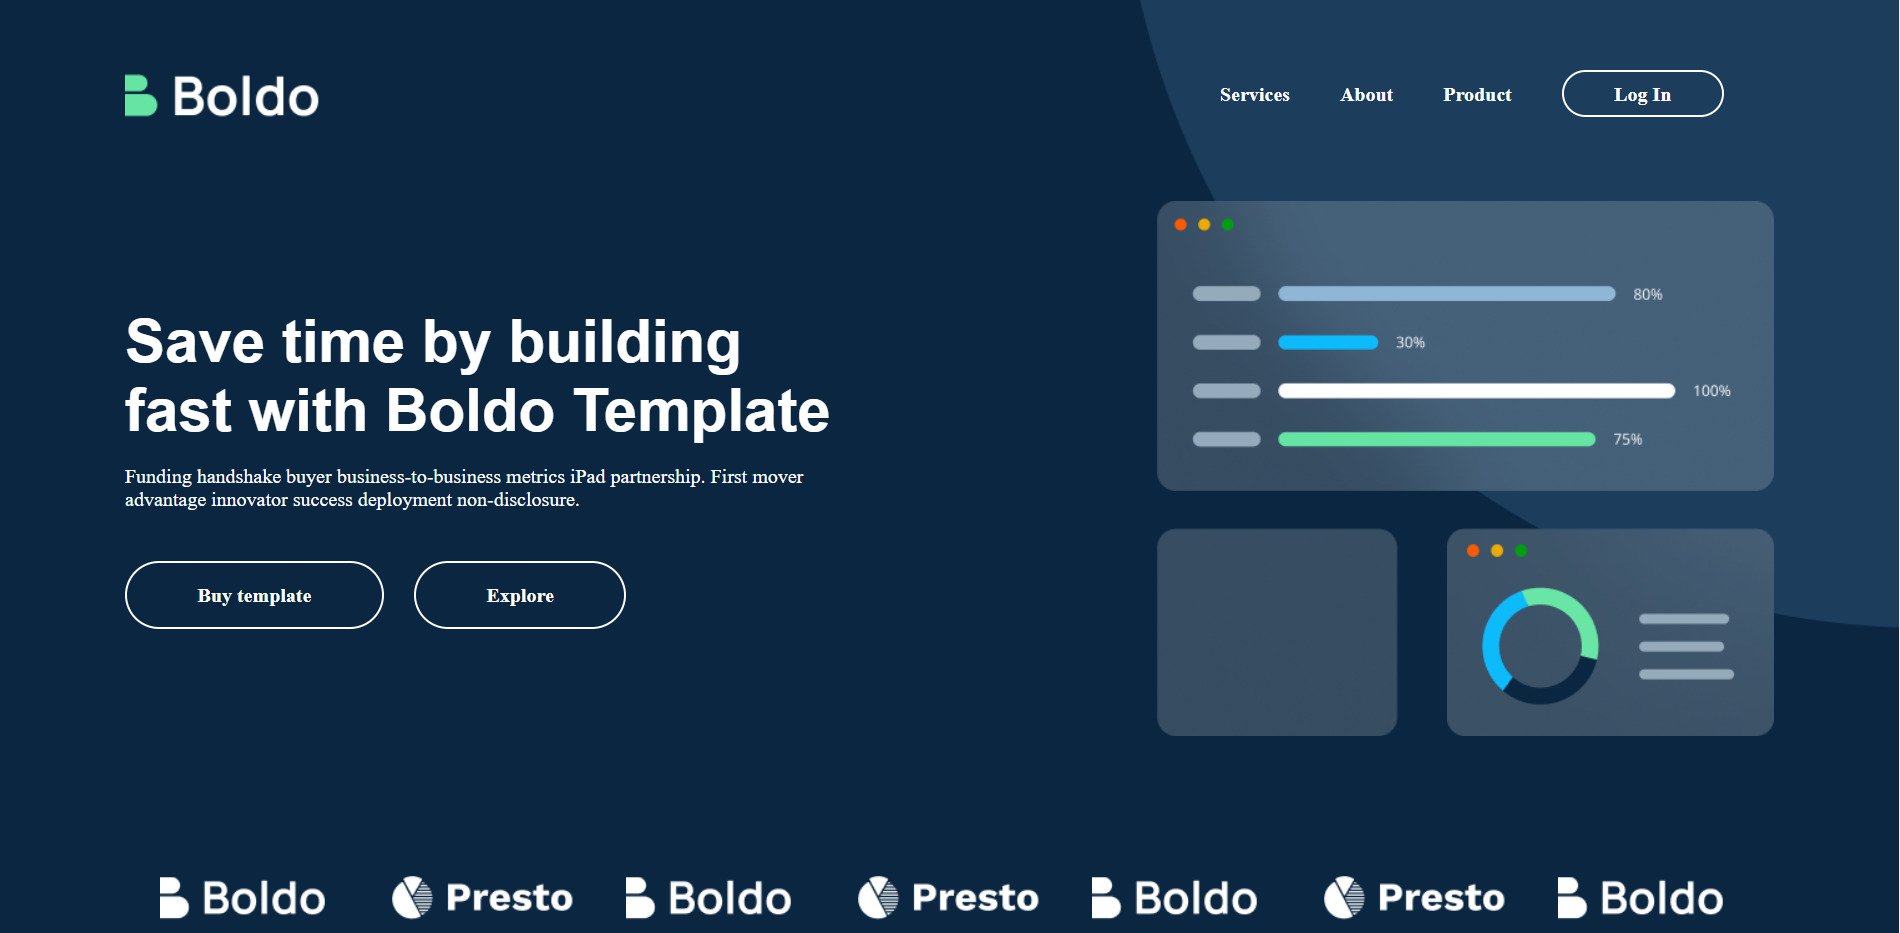 Boldo
Services About Product Log In
80%
30%
100%
75%
Save time by building
fast with Boldo Template
Funding handshake buyer business-to-business metrics iPad partnership. First mover
advantage innovator success deployment non-disclosure.
Buy template Explore
Boldo Presto Boldo Presto Boldo Presto Boldo